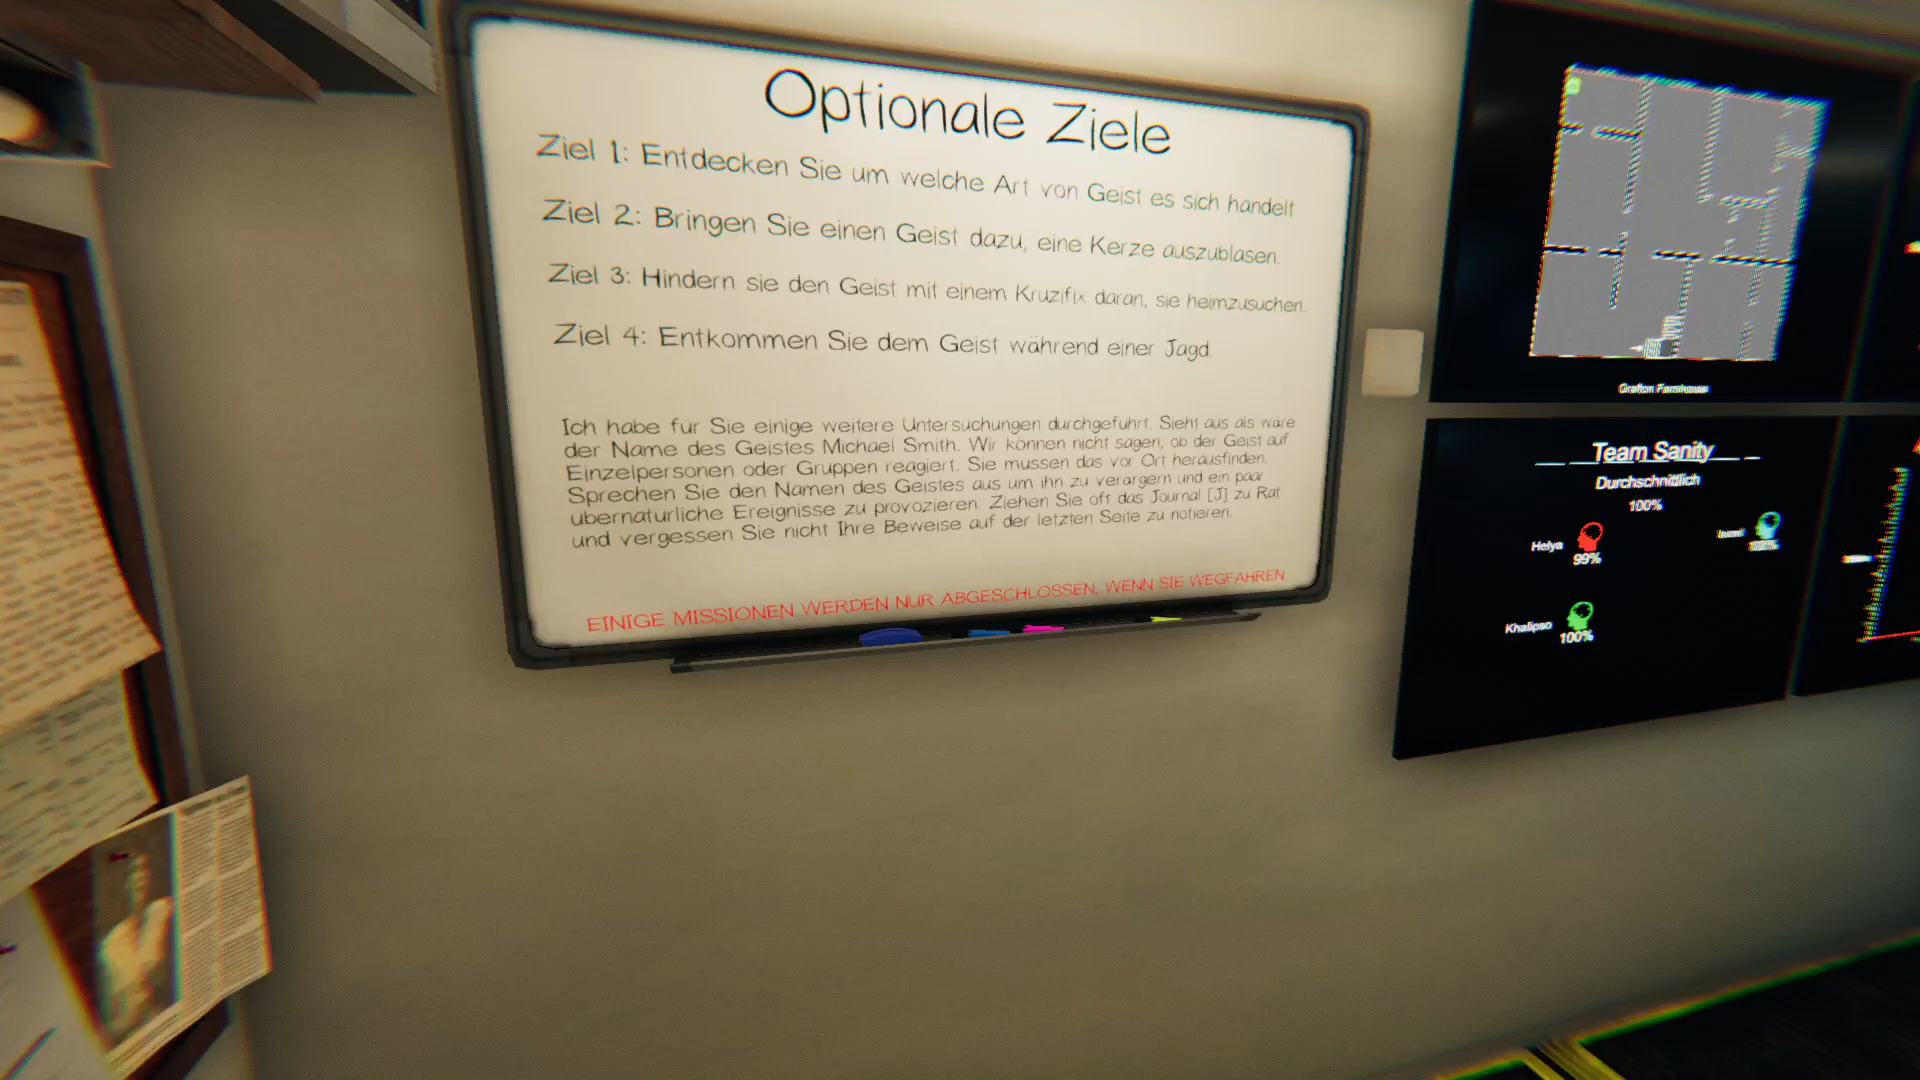 Optionale Ziele
Ziel 1: Entdecken Sie um welche Art von Geist es sich handelt
Ziel 2: Bringen Sie einen Geist dazu, eine Kerze auszublasen.
Ziel 3: Hindern sie den Geist mit einem Kruzifix daran, sie heimzusuchen.
Ziel 4: Entkommen Sie dem Geist während einer Jagd.
Ich habe für Sie einige weitere Untersuchungen durchgeführt. Sieht aus als wäre
der Name des Geistes Michael Smith. Wir können nicht sagen, ob der Geist auf
Einzelpersonen oder Gruppen reagiert. Sie mussen das vor Ort herausfinden.
Sprechen Sie den Namen des Geistes aus um ihn zu verargern und ein paar
ubernaturliche Ereignisse zu provozieren. Ziehen Sie oft das Journal [J] zu Rat
und vergessen Sie nicht Ihre Beweise auf der letzten Seite zu notieren.
EINIGE MISSIONEN WERDEN NUR ABGESCHLOSSEN, WENN SIE WEGFAHREN
Grafton Farmhouse
Team Sanity
Durchschnittlich
100%
Helya
99%
100%
Khalipso
100%